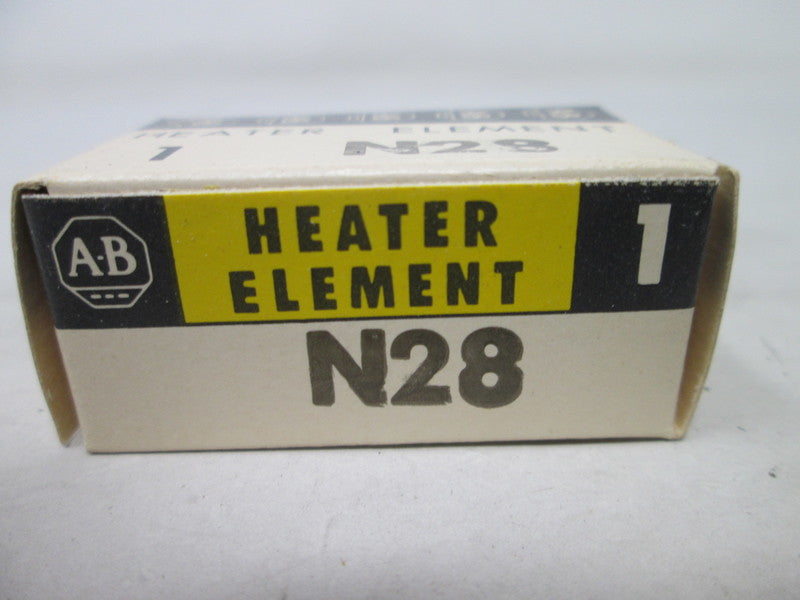 HEATER ELEMENT
1 N28
A-B HEATER 1
ELEMENT
N28